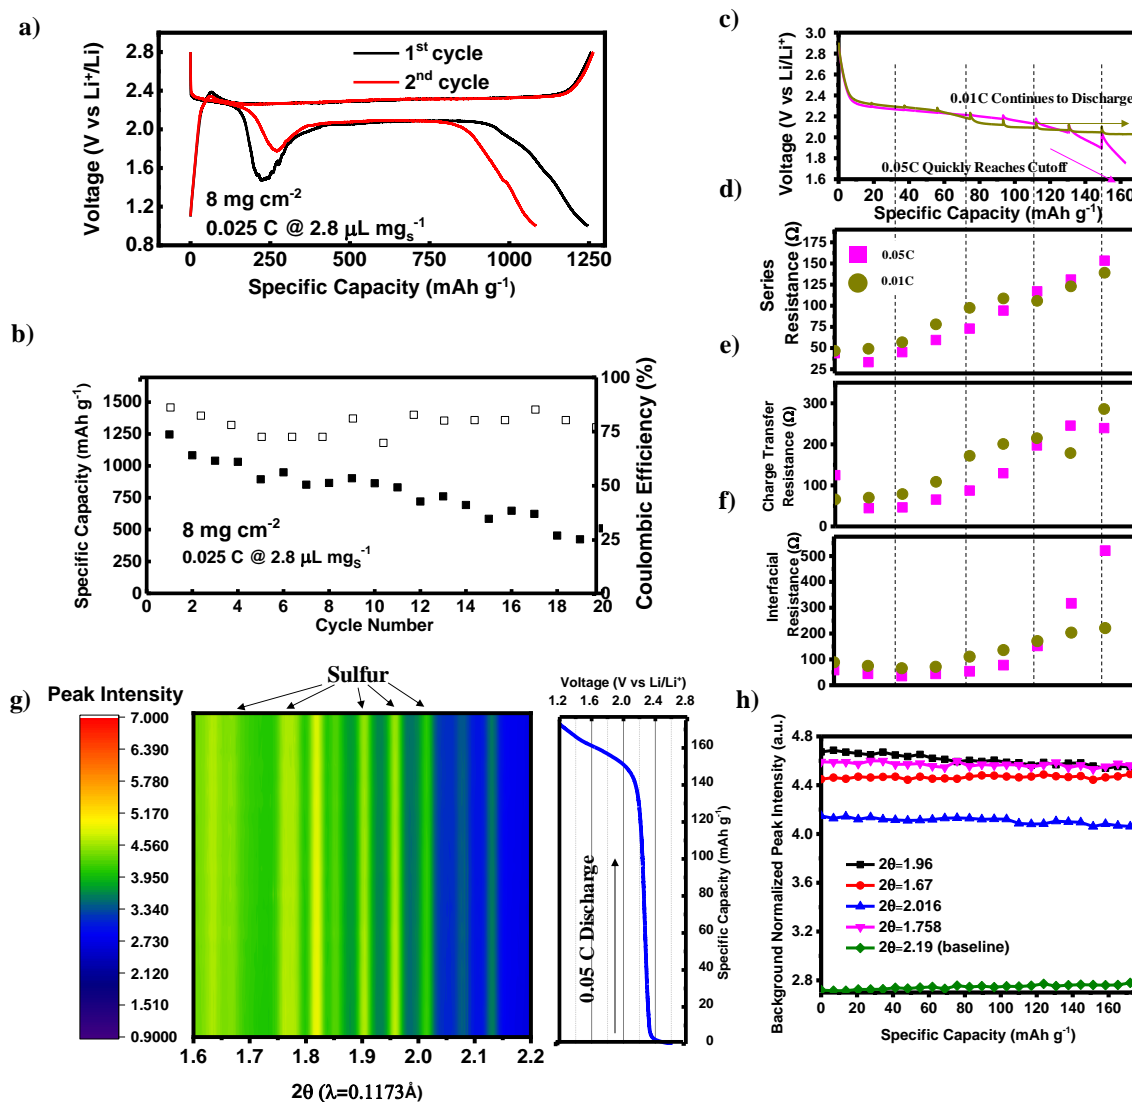 a)
Voltage (V vs Li⁺/Li)
2.8
2.4
2.0
1.6
1.2
0.8
1st cycle
2nd cycle
8 mg cm⁻²
0.025 C @ 2.8 µL mgs⁻¹
0 250 500 750 1000 1250
Specific Capacity (mAh g⁻¹)
b)
Specific Capacity (mAh g⁻¹)
1500
1250
1000
750
500
250
0
8 mg cm⁻²
0.025 C @ 2.8 µL mgS⁻¹
0 2 4 6 8 10 12 14 16 18 20
Cycle Number
100
75
50
25
0
Coulombic Efficiency (%)
c)
Voltage (V vs Li/Li⁺)
3.0
2.8
2.6
2.4
2.2
2.0
1.8
1.6
0.01C Continues to Discharge
0.05C Quickly Reaches Cutoff
0 20 40 60 80 100 120 140 160
Specific Capacity (mAh g⁻¹)
d)
Series
Resistance (Ω)
175
150
125
100
75
50
25
0.05C
0.01C
e)
Charge Transfer
Resistance (Ω)
300
200
100
0
f)
Interfacial
Resistance (Ω)
500
400
300
200
100
0
g)
Peak Intensity
7.000
6.390
5.780
5.170
4.560
3.950
3.340
2.730
2.120
1.510
0.9000
Sulfur
1.6 1.7 1.8 1.9 2.0 2.1 2.2
2θ (λ=0.1173Å)
Voltage (V vs Li/Li⁺)
1.2 1.6 2.0 2.4 2.8
0.05 C Discharge
160
140
120
100
80
60
40
20
0
Specific Capacity (mAh g⁻¹)
h)
Background Normalized Peak Intensity (a.u.)
4.8
4.4
4.0
3.6
3.2
2.8
2θ=1.96
2θ=1.67
2θ=2.016
2θ=1.758
2θ=2.19 (baseline)
0 20 40 60 80 100 120 140 160
Specific Capacity (mAh g⁻¹)